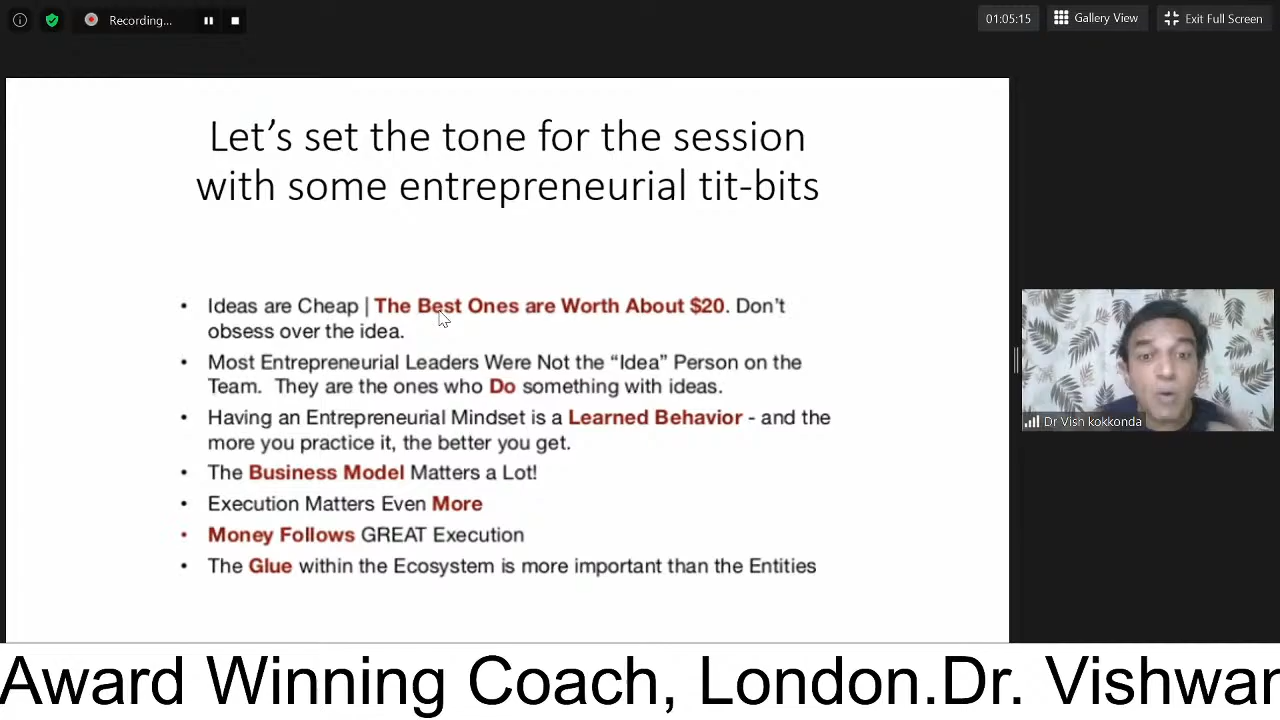 Recording...
01:05:15
Gallery View
Exit Full Screen
Let's set the tone for the session
with some entrepreneurial tit-bits
• Ideas are Cheap | The Best Ones are Worth About $20. Don't
obsess over the idea.
• Most Entrepreneurial Leaders Were Not the “Idea” Person on the
Team. They are the ones who Do something with ideas.
• Having an Entrepreneurial Mindset is a Learned Behavior - and the
more you practice it, the better you get.
• The Business Model Matters a Lot!
• Execution Matters Even More
• Money Follows GREAT Execution
• The Glue within the Ecosystem is more important than the Entities
Dr Vish kokkonda
Award Winning Coach, London.Dr. Vishwar